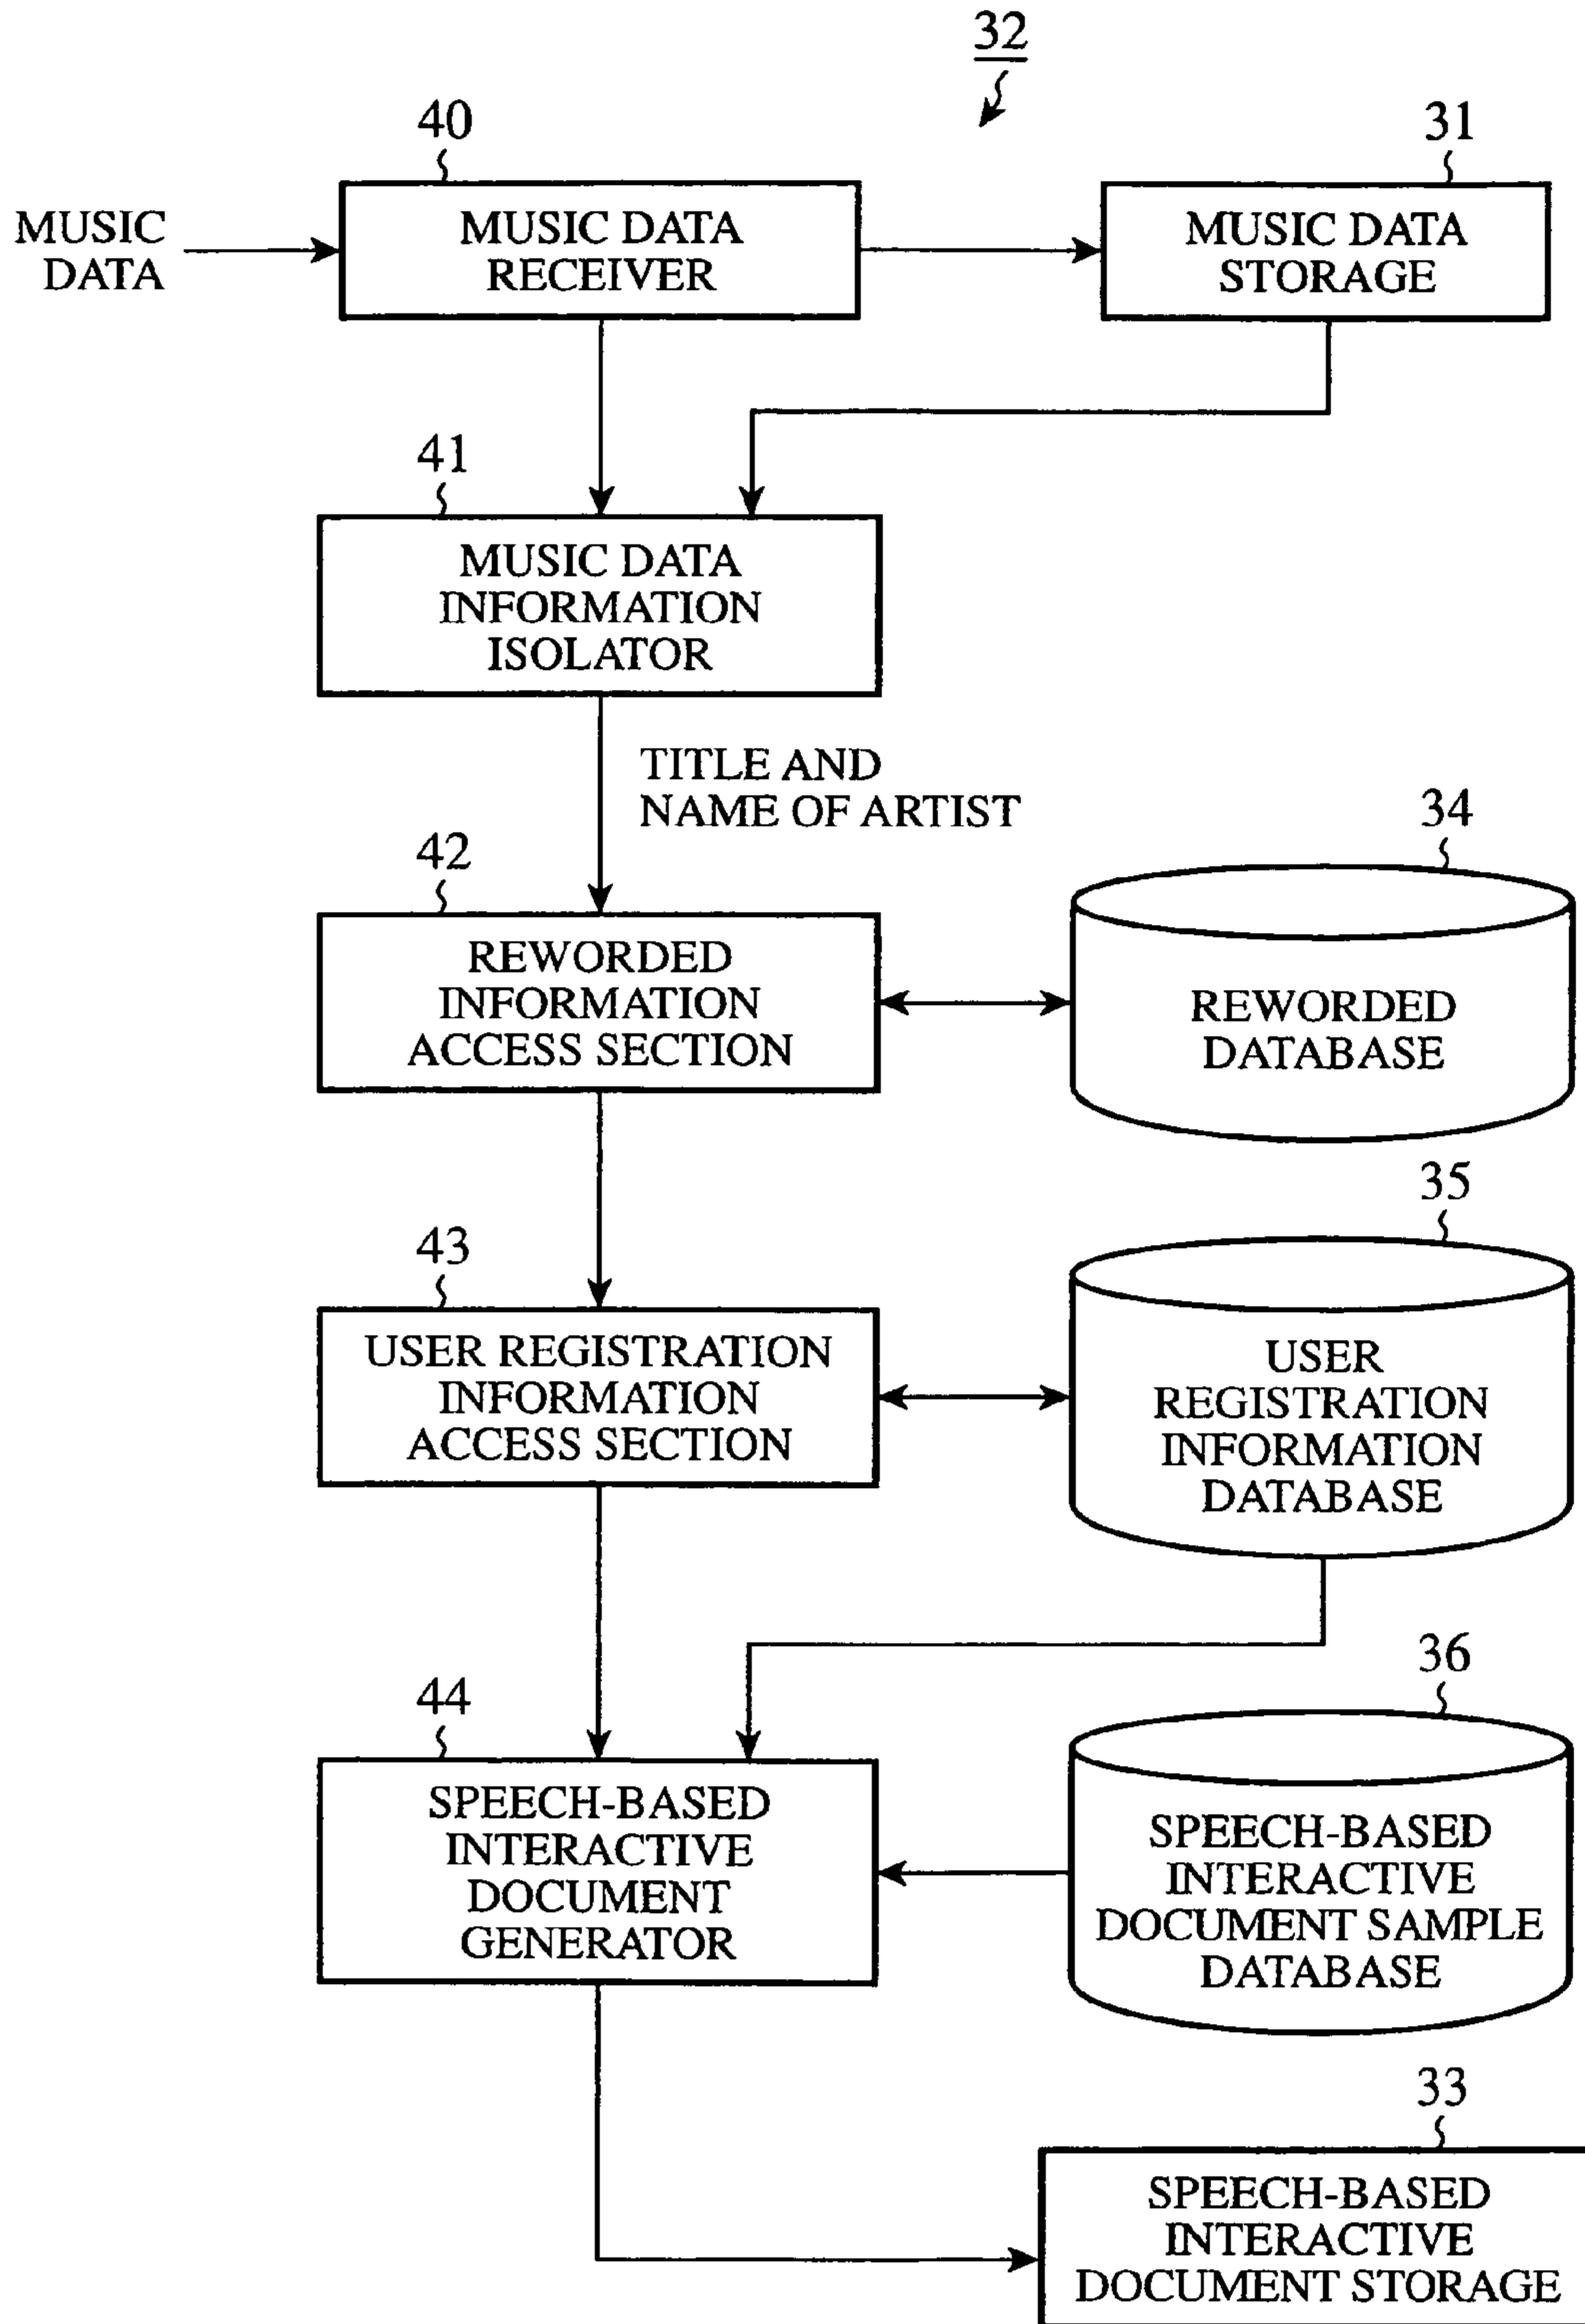 32
40
31
MUSIC
DATA
MUSIC DATA
RECEIVER
MUSIC DATA
STORAGE
41
MUSIC DATA
INFORMATION
ISOLATOR
TITLE AND
NAME OF ARTIST
42
34
REWORDED
INFORMATION
ACCESS SECTION
REWORDED
DATABASE
43
35
USER REGISTRATION
INFORMATION
ACCESS SECTION
USER
REGISTRATION
INFORMATION
DATABASE
44
36
SPEECH-BASED
INTERACTIVE
DOCUMENT
GENERATOR
SPEECH-BASED
INTERACTIVE
DOCUMENT SAMPLE
DATABASE
33
SPEECH-BASED
INTERACTIVE
DOCUMENT STORAGE